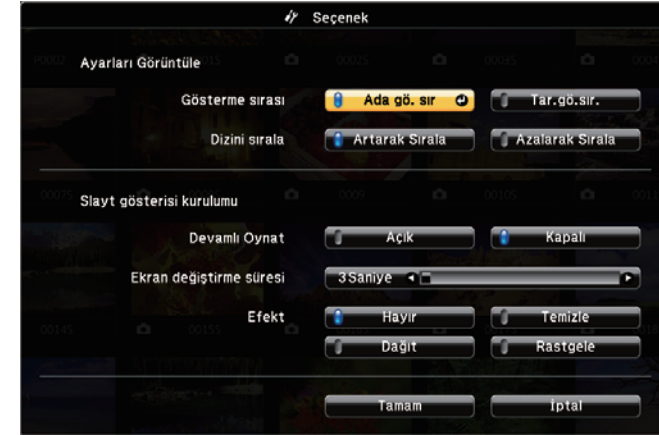 Seçenek
Ayarları Görüntüle
Gösterme sırası Ada gö. sır Tar.gö.sır.
Dizini sırala Artarak Sırala Azalarak Sırala
Slayt gösterisi kurulumu
Devamlı Oynat Açık Kapalı
Ekran değiştirme süresi 3Saniye
Efekt Hayır Temizle
Dağıt Rastgele
Tamam İptal